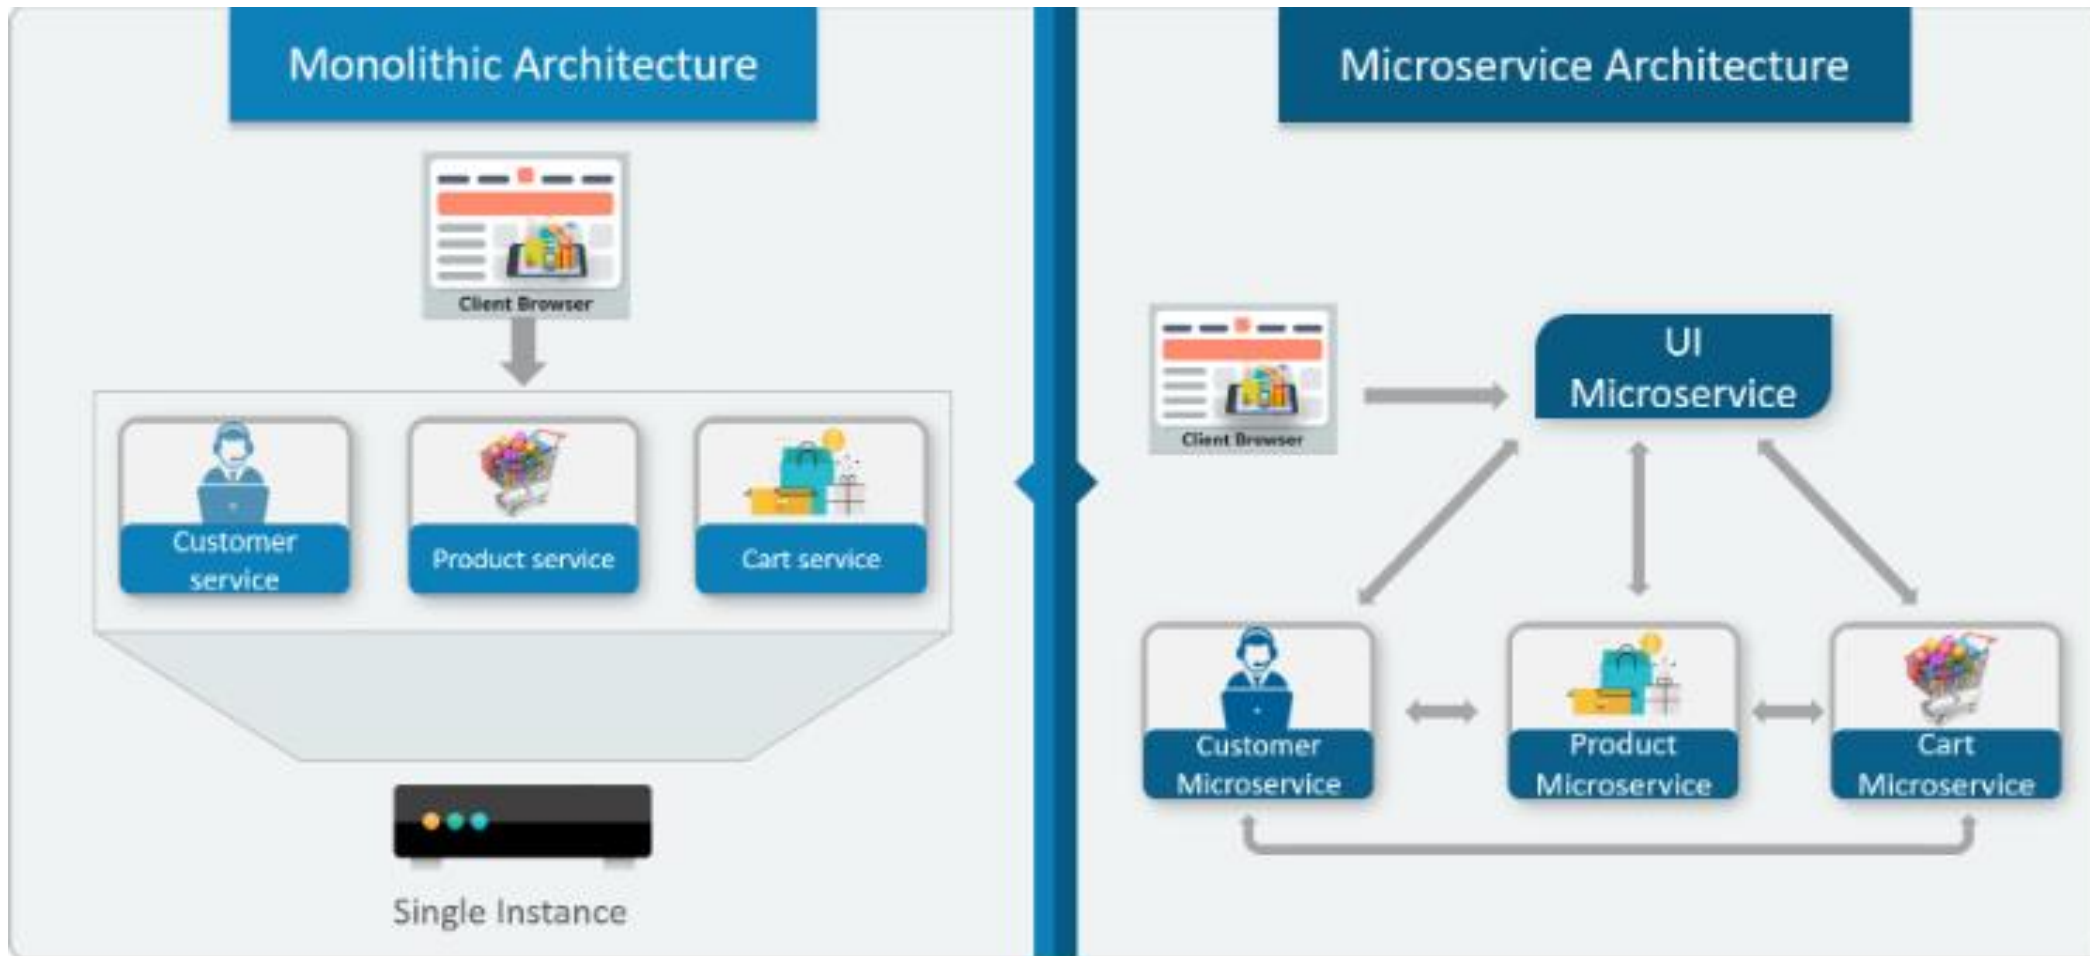 Monolithic Architecture
Client Browser
Customer
service
Product service
Cart service
Single Instance
Microservice Architecture
Client Browser
UI
Microservice
Customer
Microservice
Product
Microservice
Cart
Microservice